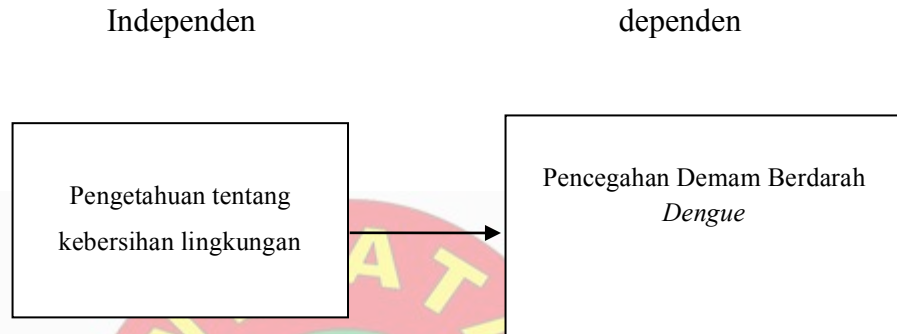 Independen
dependen
Pengetahuan tentang
kebersihan lingkungan
Pencegahan Demam Berdarah
Dengue